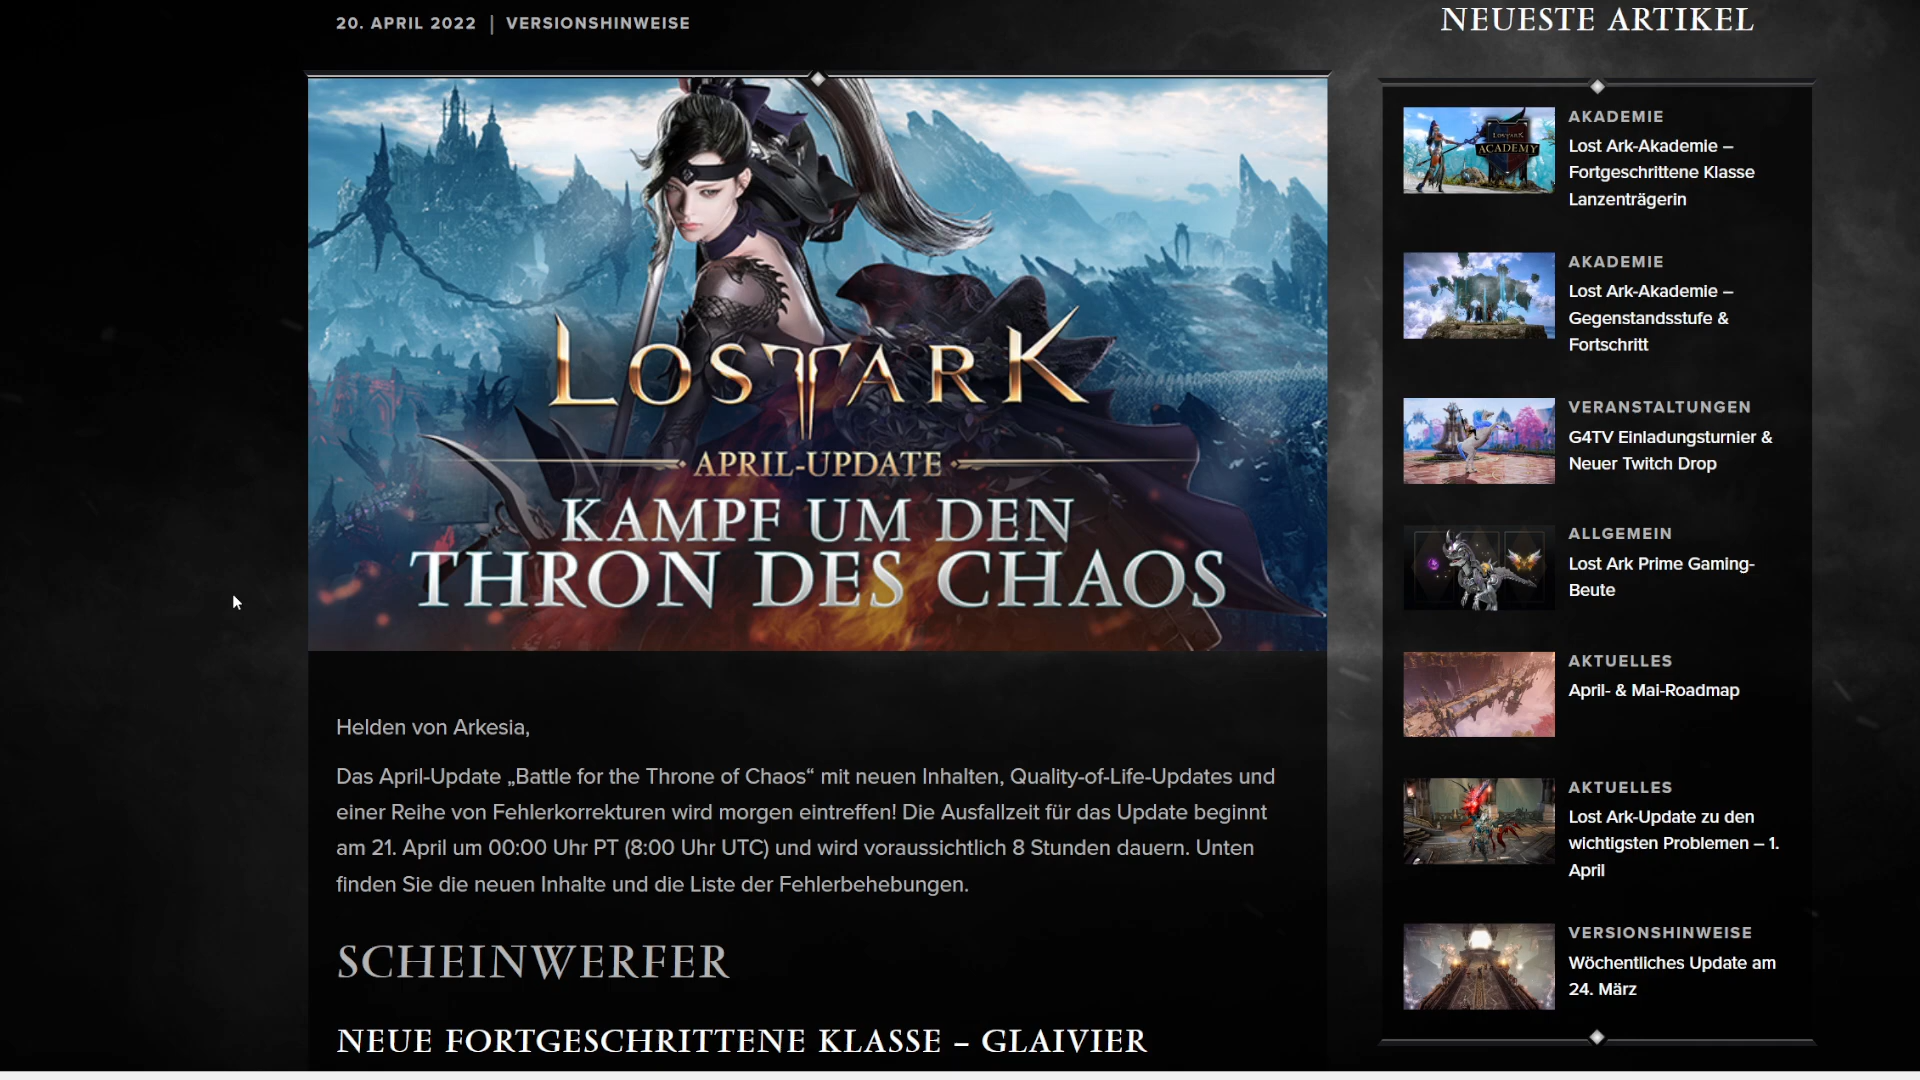 20. APRIL 2022 | VERSIONSHINWEISE
LOST ARK
APRIL-UPDATE
KAMPF UM DEN
THRON DES CHAOS
Helden von Arkesia,
Das April-Update „Battle for the Throne of Chaos“ mit neuen Inhalten, Quality-of-Life-Updates und
einer Reihe von Fehlerkorrekturen wird morgen eintreffen! Die Ausfallzeit für das Update beginnt
am 21. April um 00:00 Uhr PT (8:00 Uhr UTC) und wird voraussichtlich 8 Stunden dauern. Unten
finden Sie die neuen Inhalte und die Liste der Fehlerbehebungen.
SCHEINWERFER
NEUE FORTGESCHRITTENE KLASSE – GLAIVIER
NEUESTE ARTIKEL
LOST ARK
ACADEMY
AKADEMIE
Lost Ark-Akademie –
Fortgeschrittene Klasse
Lanzenträgerin
AKADEMIE
Lost Ark-Akademie –
Gegenstandsstufe &
Fortschritt
VERANSTALTUNGEN
G4TV Einladungsturnier &
Neuer Twitch Drop
ALLGEMEIN
Lost Ark Prime Gaming-
Beute
AKTUELLES
April- & Mai-Roadmap
AKTUELLES
Lost Ark-Update zu den
wichtigsten Problemen – 1.
April
VERSIONSHINWEISE
Wöchentliches Update am
24. März